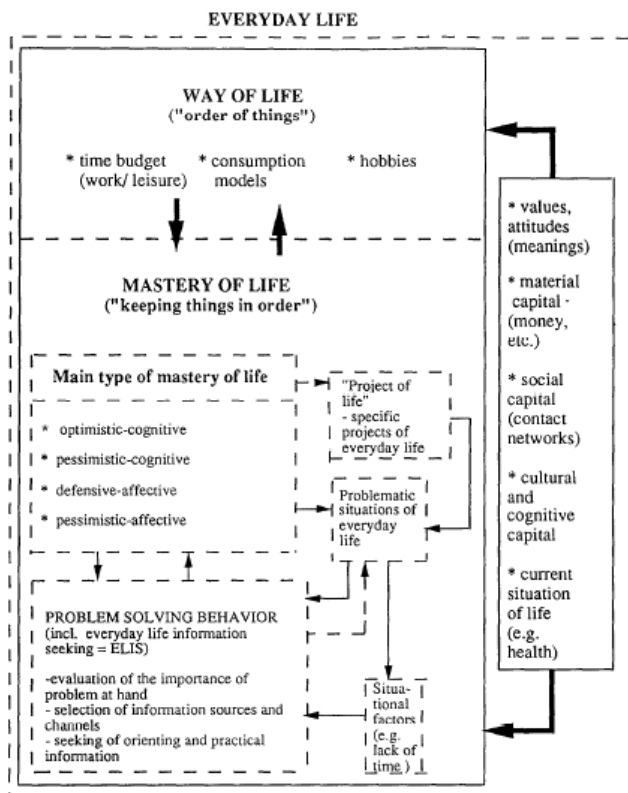 EVERYDAY LIFE
WAY OF LIFE
("order of things")
* time budget
(work/ leisure)
* consumption
models
* hobbies
MASTERY OF LIFE
("keeping things in order")
Main type of mastery of life
* optimistic-cognitive
* pessimistic-cognitive
* defensive-affective
* pessimistic-affective
"Project of
life"
- specific
projects of
everyday life
Problematic
situations of
everyday
life
PROBLEM SOLVING BEHAVIOR
(incl. everyday life information
seeking = ELIS)
-evaluation of the importance of
problem at hand
- selection of information sources and
channels
- seeking of orienting and practical
information
Situa-
tional
factors
(e.g.
lack of
time )
* values,
attitudes
(meanings)
* material
capital -
(money,
etc.)
* social
capital
(contact
networks)
* cultural
and
cognitive
capital
* current
situation
of life
(e.g.
health)